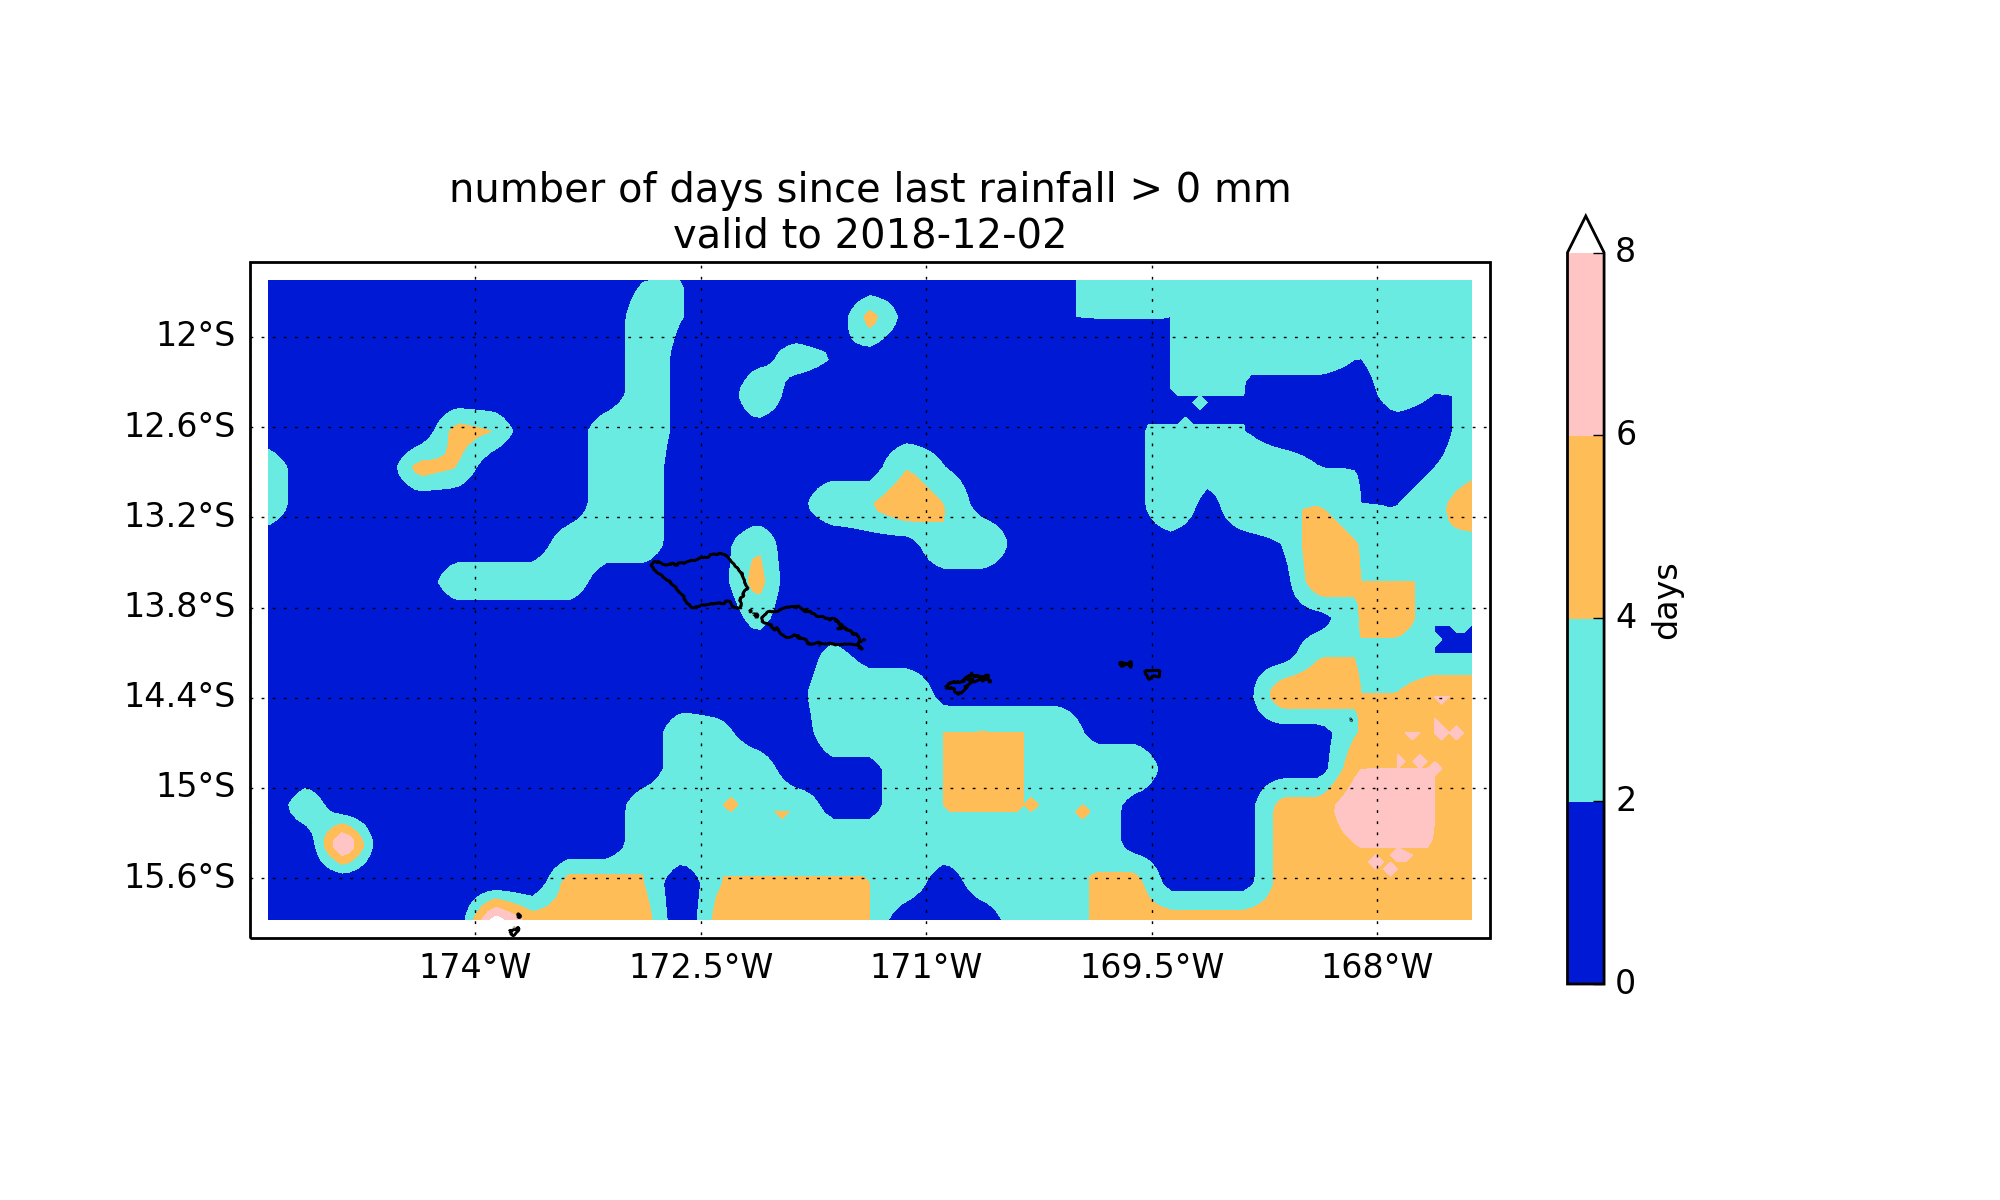 number of days since last rainfall > 0 mm
valid to 2018-12-02
12°S
12.6°S
13.2°S
13.8°S
14.4°S
15°S
15.6°S
174°W
172.5°W
171°W
169.5°W
168°W
8
6
4
2
0
days